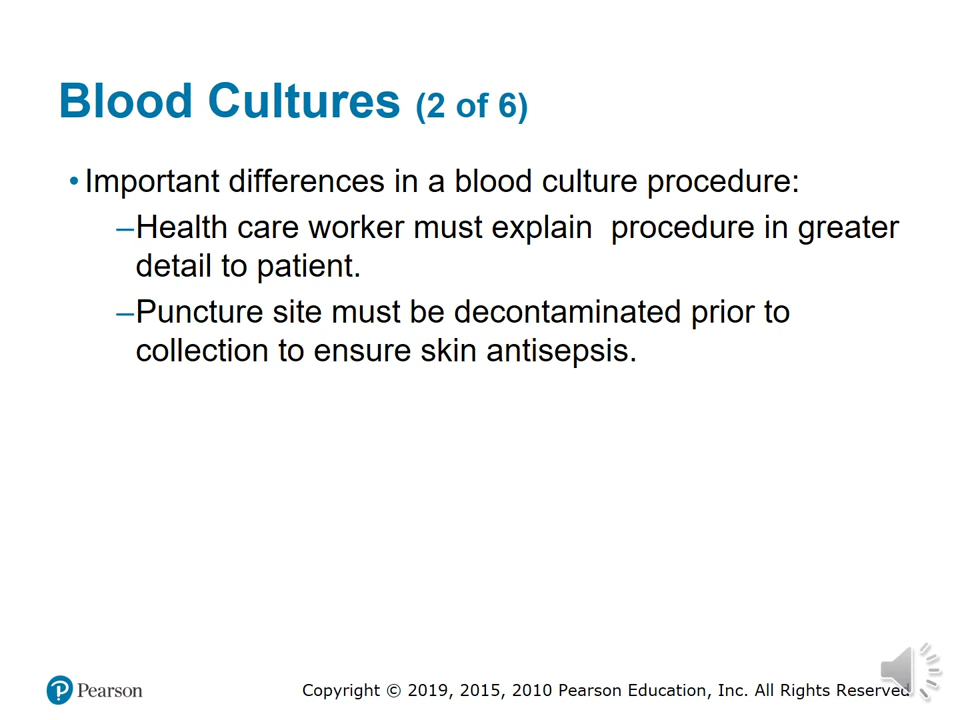 Blood Cultures (2 of 6)
• Important differences in a blood culture procedure:
–Health care worker must explain  procedure in greater
detail to patient.
–Puncture site must be decontaminated prior to
collection to ensure skin antisepsis.
Pearson
Copyright © 2019, 2015, 2010 Pearson Education, Inc. All Rights Reserved